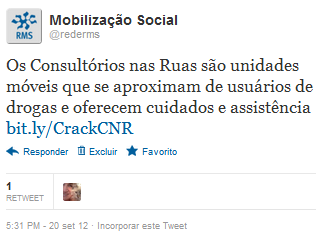 RMS
Mobilização Social
@rederms
Os Consultórios nas Ruas são unidades
móveis que se aproximam de usuários de
drogas e oferecem cuidados e assistência
bit.ly/CrackCNR
Responder Excluir Favorito
1
RETWEET
5:31 PM - 20 set 12 · Incorporar este Tweet